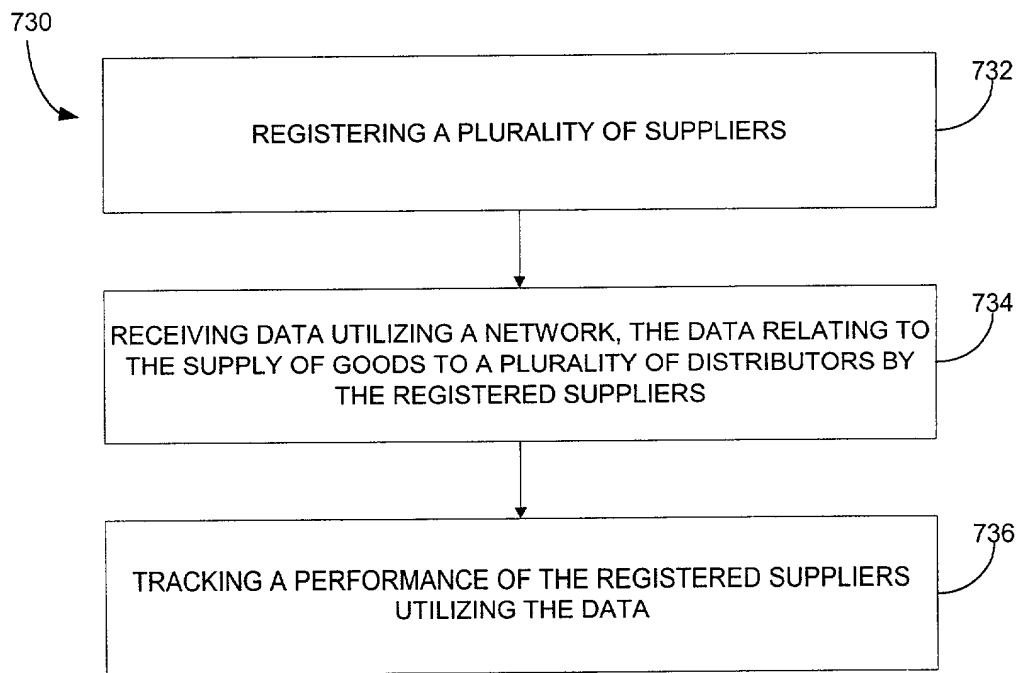 730
732
REGISTERING A PLURALITY OF SUPPLIERS
734
RECEIVING DATA UTILIZING A NETWORK, THE DATA RELATING TO
THE SUPPLY OF GOODS TO A PLURALITY OF DISTRIBUTORS BY
THE REGISTERED SUPPLIERS
736
TRACKING A PERFORMANCE OF THE REGISTERED SUPPLIERS
UTILIZING THE DATA